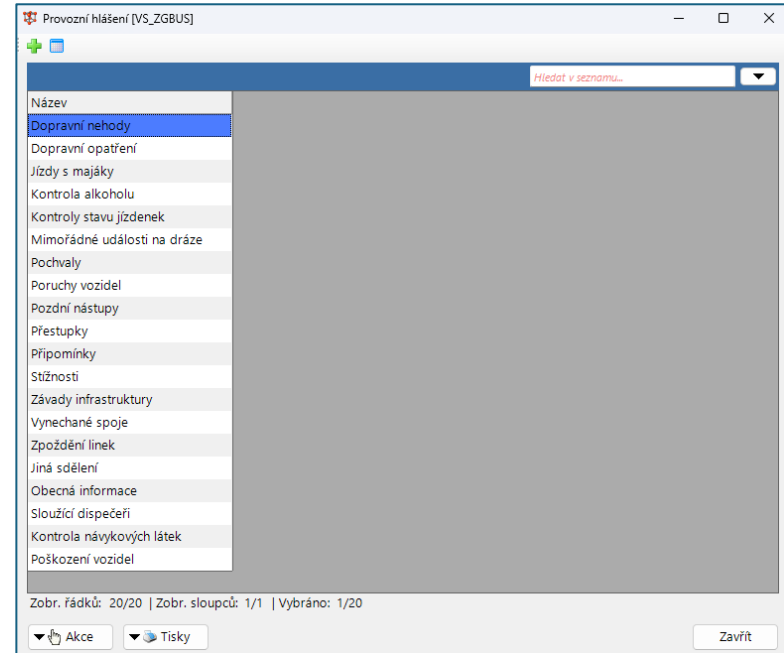 Provozní hlášení [VS_ZGBUS]
Hledat v seznamu...
Název
Dopravní nehody
Dopravní opatření
Jízdy s majáky
Kontrola alkoholu
Kontroly stavu jízdenek
Mimořádné události na dráze
Pochvaly
Poruchy vozidel
Pozdní nástupy
Přestupky
Připomínky
Stížnosti
Závady infrastruktury
Vynechané spoje
Zpoždění linek
Jiná sdělení
Obecná informace
Sloužící dispečeři
Kontrola návykových látek
Poškození vozidel
Zobr. řádků: 20/20 | Zobr. sloupců: 1/1 | Vybráno: 1/20
Akce Tisky Zavřít